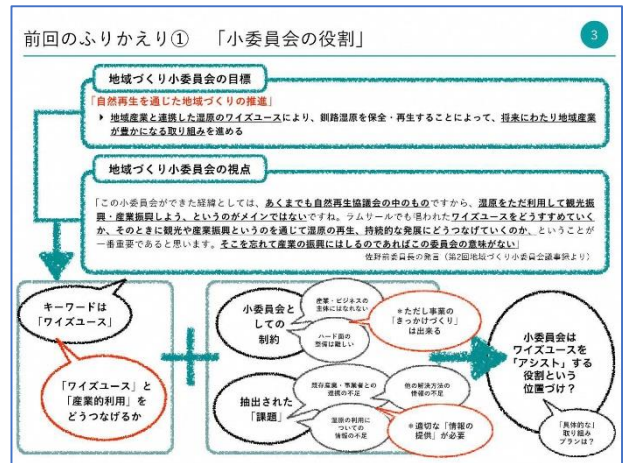 前回のふりかえり① 「小委員会の役割」
3
地域づくり小委員会の目標
「自然再生を通じた地域づくりの推進」
▶ 地域産業と連携した湿原のワイズユースにより、釧路湿原を保全・再生することによって、将来にわたり地域産業
が豊かになる取り組みを進める
地域づくり小委員会の視点
「この小委員会ができた経緯としては、あくまでも自然再生協議会の中のものですから、湿原をただ利用して観光振
興・産業振興しよう、というのがメインではないですね。ラムサールでも唱われたワイズユースをどうすすめていく
か、そのときに観光や産業振興というのを通じて湿原の再生、持続的な発展にどうつなげていくのか、ということが
一番重要であると思います。そこを忘れて産業の振興にはしるのであればこの委員会の意味がない」
佐野前委員長の発言（第2回地域づくり小委員会議事録より）
キーワードは
「ワイズユース」
「ワイズユース」と
「産業的利用」を
どうつなげるか
小委員会と
しての
制約
産業・ビジネスの
主体にはなれない
ハード面の
整備は難しい
＊ただし事業の
「きっかけづくり」
は出来る
抽出された
「課題」
既存産業・事業者との
連携の不足
他の解決方法の
情報の不足
湿原の利用に
ついての
情報の不足
＊適切な「情報の
提供」が必要
小委員会は
ワイズユースを
「アシスト」する
役割という
位置づけ？
「具体的な」
取り組み
プランは？